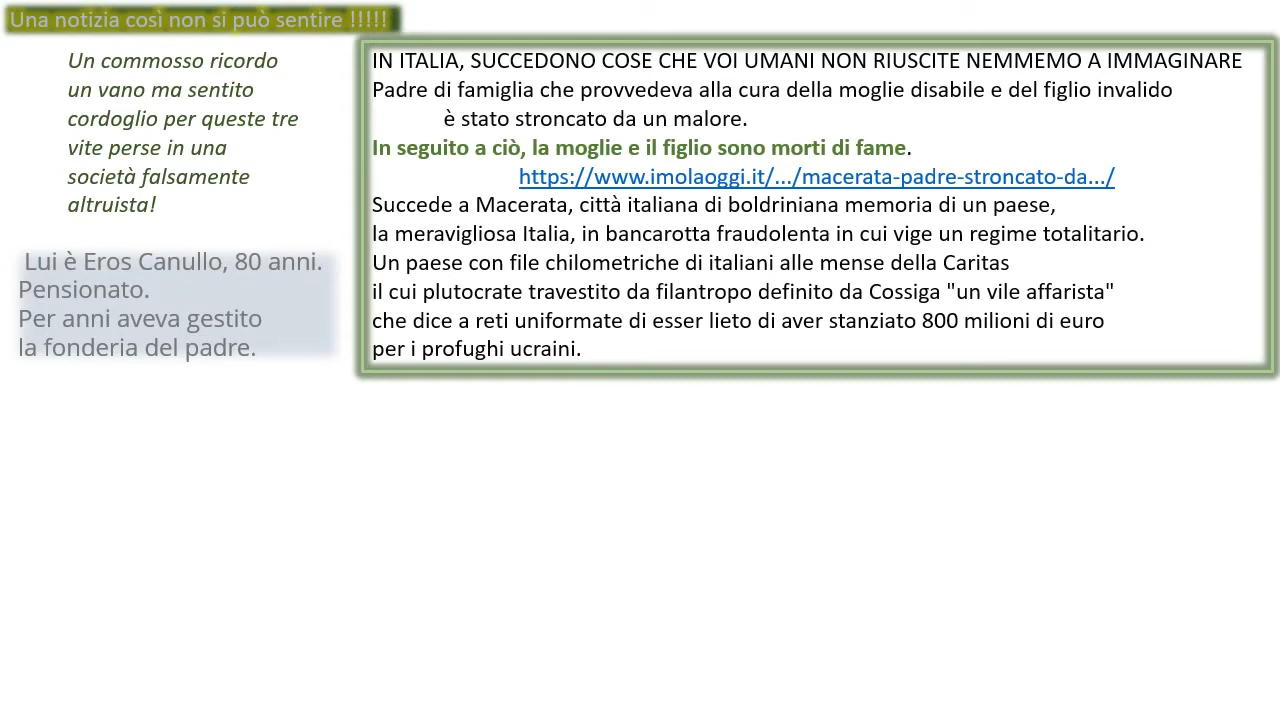 Una notizia così non si può sentire !!!!!
Un commosso ricordo
un vano ma sentito
cordoglio per queste tre
vite perse in una
società falsamente
altruista!
Lui è Eros Canullo, 80 anni.
Pensionato.
Per anni aveva gestito
la fonderia del padre.
IN ITALIA, SUCCEDONO COSE CHE VOI UMANI NON RIUSCITE NEMMEMO A IMMAGINARE
Padre di famiglia che provvedeva alla cura della moglie disabile e del figlio invalido
è stato stroncato da un malore.
In seguito a ciò, la moglie e il figlio sono morti di fame.
https://www.imolaoggi.it/.../macerata-padre-stroncato-da.../
Succede a Macerata, città italiana di boldriniana memoria di un paese,
la meravigliosa Italia, in bancarotta fraudolenta in cui vige un regime totalitario.
Un paese con file chilometriche di italiani alle mense della Caritas
il cui plutocrate travestito da filantropo definito da Cossiga "un vile affarista"
che dice a reti uniformate di esser lieto di aver stanziato 800 milioni di euro
per i profughi ucraini.